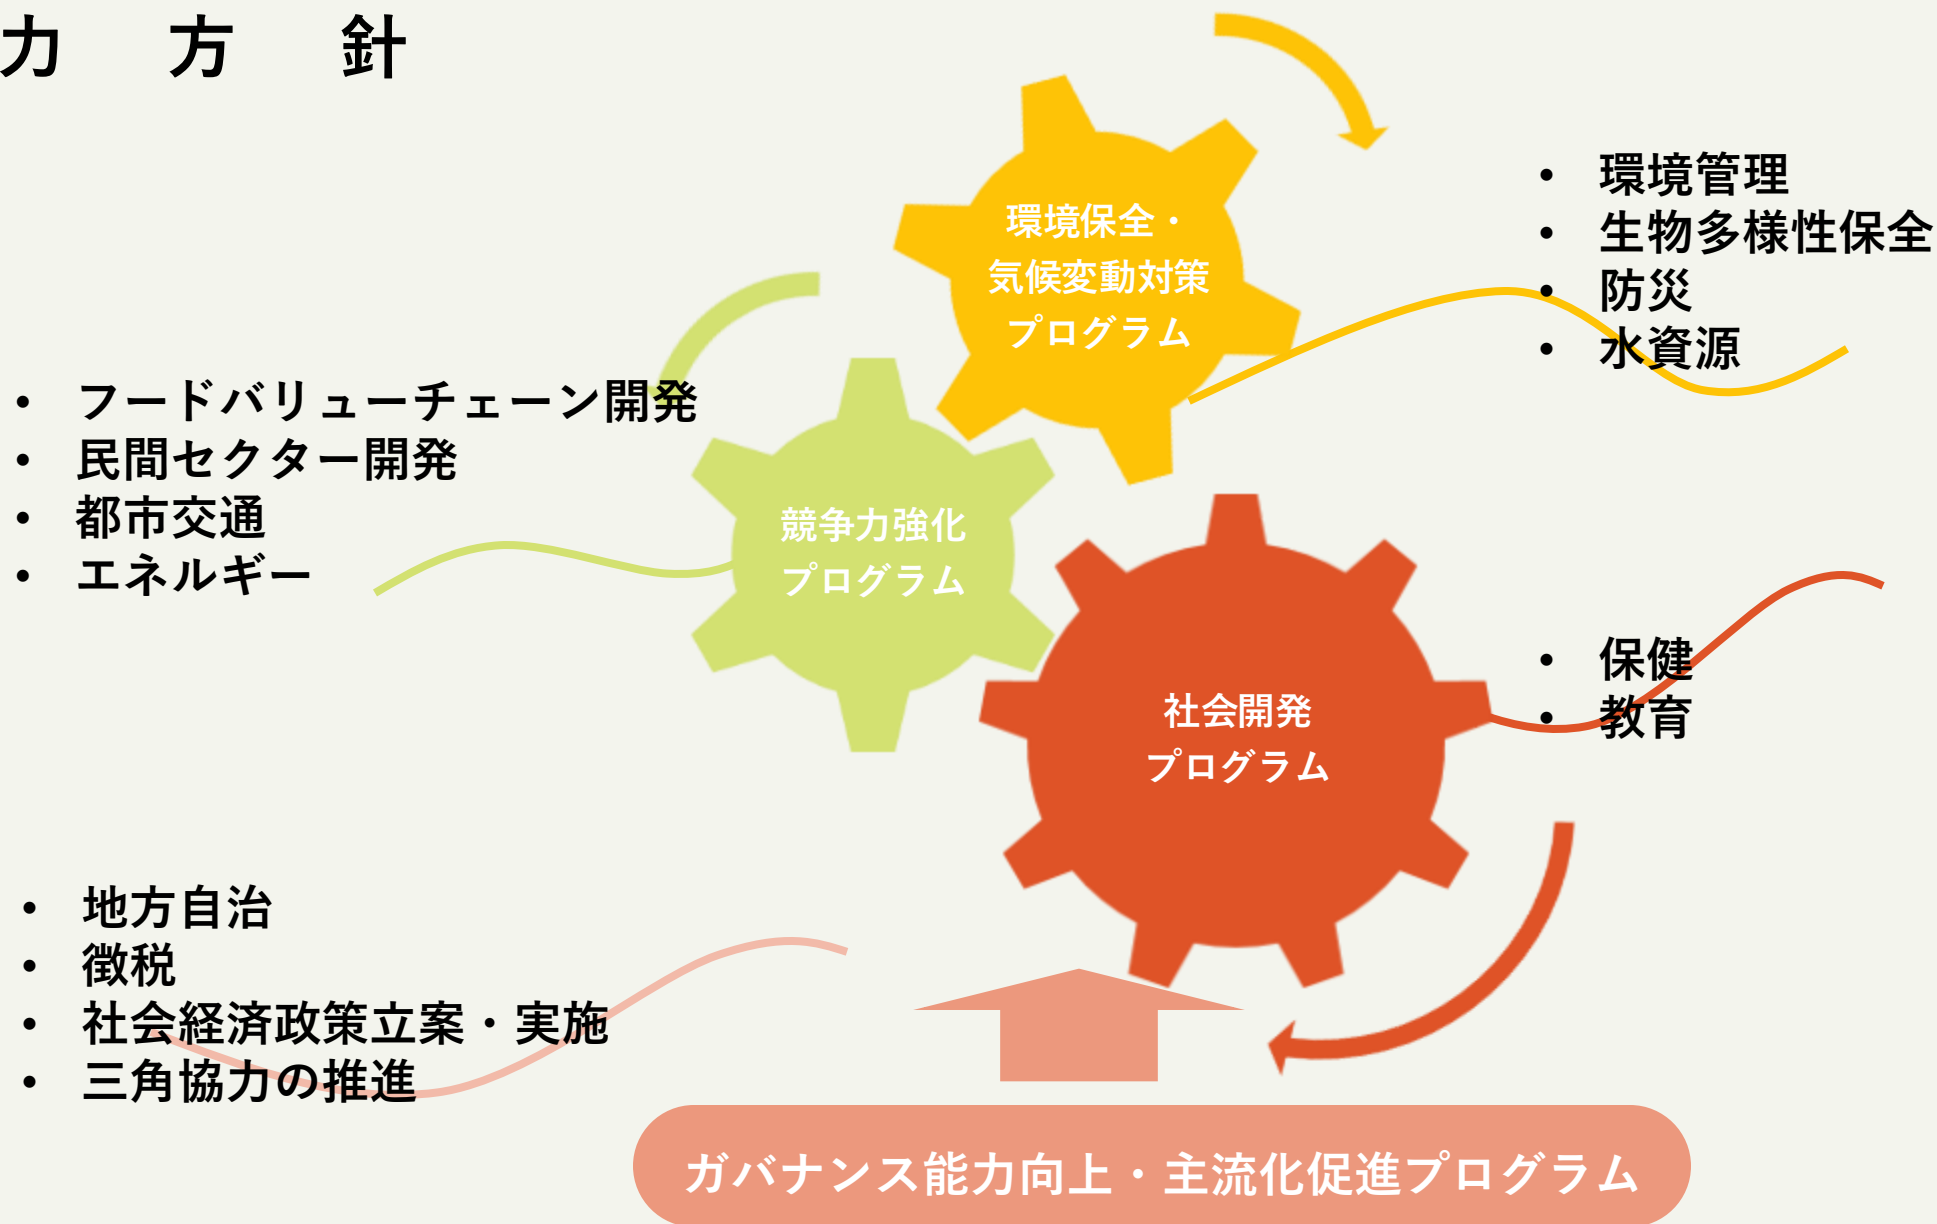 力方針
環境保全・
気候変動対策
プログラム
• 環境管理
• 生物多様性保全
• 防災
• 水資源
• フードバリューチェーン開発
• 民間セクター開発
• 都市交通
• エネルギー
競争力強化
プログラム
社会開発
プログラム
• 保健
• 教育
• 地方自治
• 徴税
• 社会経済政策立案・実施
• 三角協力の推進
ガバナンス能力向上・主流化促進プログラム